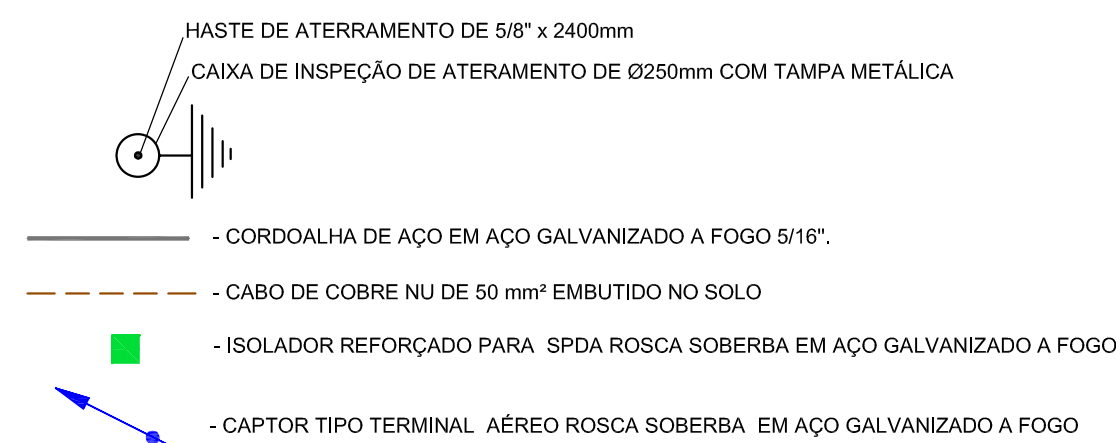 HASTE DE ATERRAMENTO DE 5/8" x 2400mm
CAIXA DE INSPEÇÃO DE ATERAMENTO DE Ø250mm COM TAMPA METÁLICA
- CORDOALHA DE AÇO EM AÇO GALVANIZADO A FOGO 5/16".
- CABO DE COBRE NU DE 50 mm² EMBUTIDO NO SOLO
- ISOLADOR REFORÇADO PARA SPDA ROSCA SOBERBA EM AÇO GALVANIZADO A FOGO
- CAPTOR TIPO TERMINAL AÉREO ROSCA SOBERBA EM AÇO GALVANIZADO A FOGO